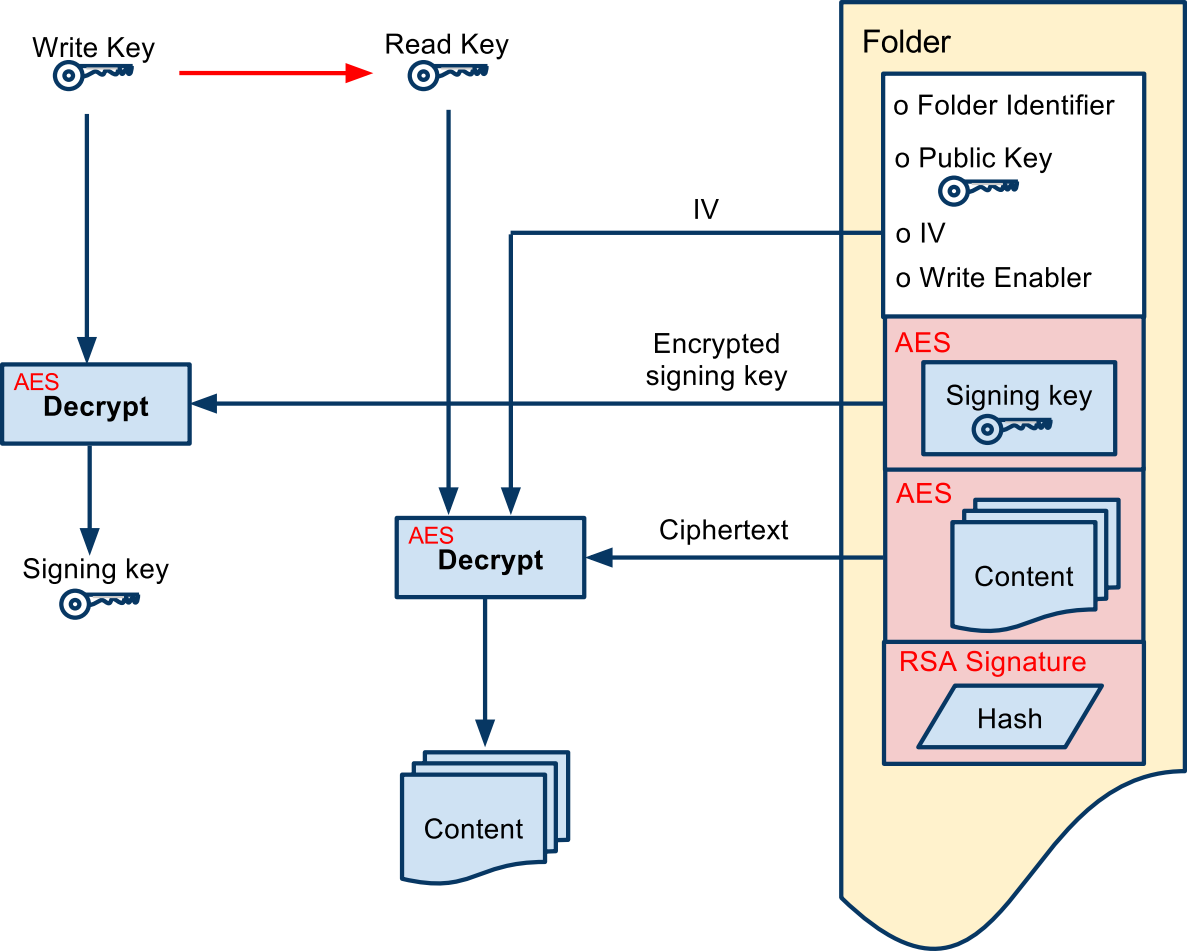 Write Key
Read Key
Folder
o Folder Identifier
o Public Key
o IV
o Write Enabler
IV
Encrypted
signing key
AES
Signing key
AES
Decrypt
AES
Content
Ciphertext
AES
Decrypt
Signing key
RSA Signature
Hash
Content